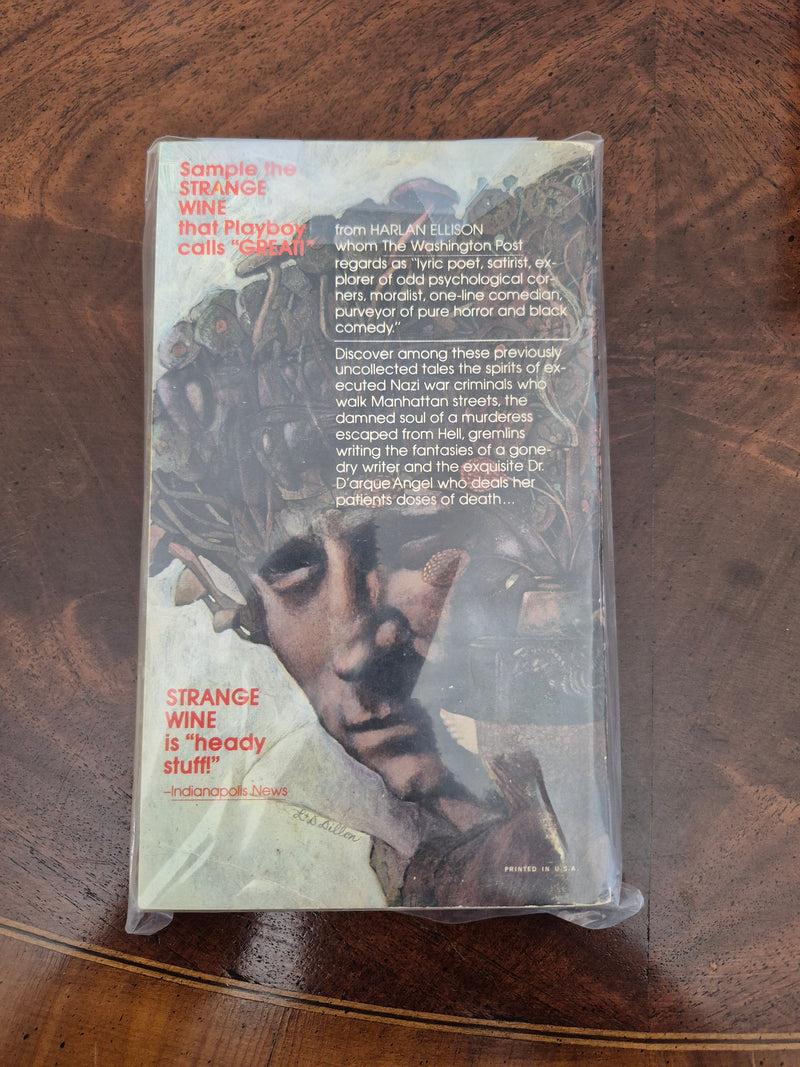 Sample the
STRANGE
WINE
that Playboy
calls "GREAT!"
from HARLAN ELLISON
whom The Washington Post
regards as "lyric poet, satirist, ex-
plorer of odd psychological cor-
ners, moralist, one-line comedian,
purveyor of pure horror and black
comedy."
Discover among these previously
uncollected tales the spirits of ex-
ecuted Nazi war criminals who
walk Manhattan streets, the
damned soul of a murderess
escaped from Hell, gremlins
writing the fantasies of a gone-
dry writer and the exquisite Dr.
D'arqueAngel who deals her
patients doses of death...
STRANGE
WINE
is "heady
stuff!"
–Indianapolis News
L&D Dillon
PRINTED IN U.S.A.